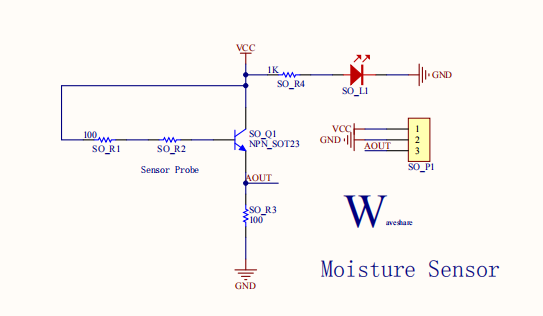 VCC
1K
SO_R4
SO_L1
GND
100
SO_R1
SO_R2
SO_Q1
NPN_SOT23
VCC
GND
AOUT
1
2
3
SO_P1
Sensor Probe
AOUT
SO_R3
100
GND
Waveshare
Moisture Sensor